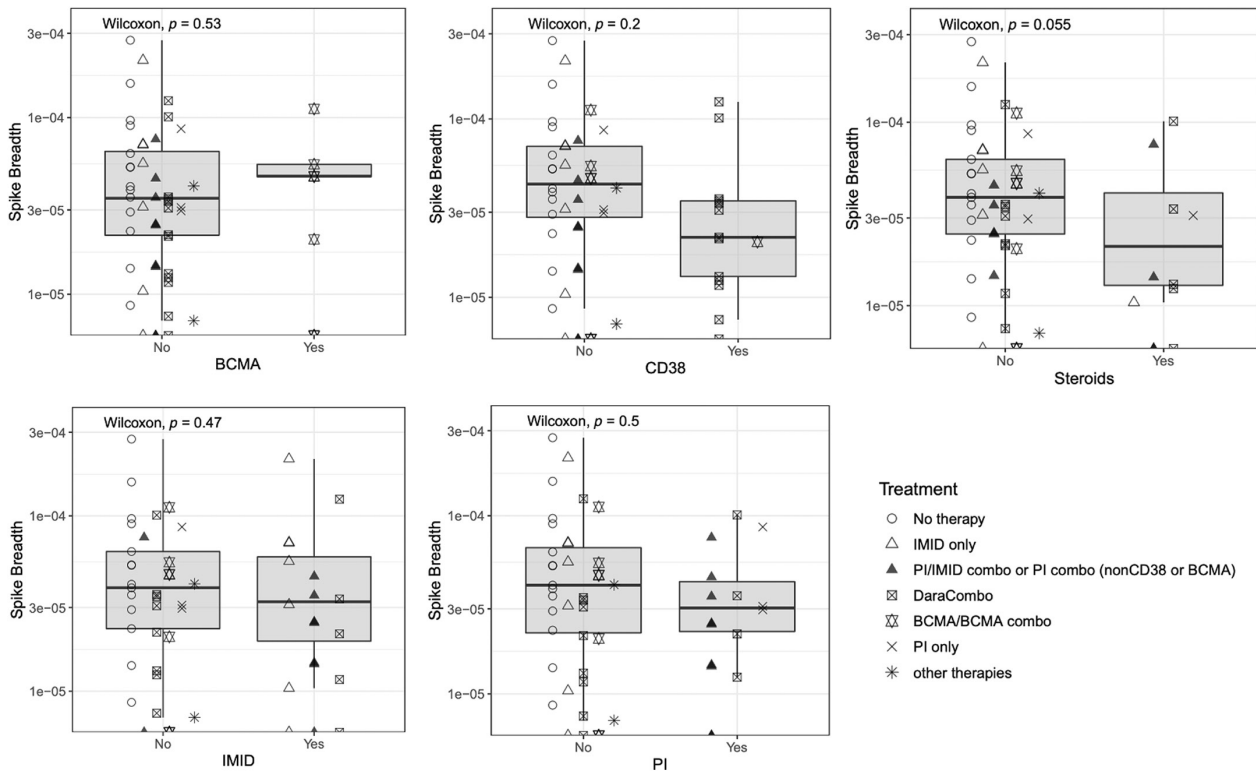 Wilcoxon, p = 0.53
Spike Breadth
3e−04
1e−04
3e−05
1e−05
No
Yes
BCMA
Wilcoxon, p = 0.2
Spike Breadth
3e−04
1e−04
3e−05
1e−05
No
Yes
CD38
Wilcoxon, p = 0.055
Spike Breadth
3e−04
1e−04
3e−05
1e−05
No
Yes
Steroids
Wilcoxon, p = 0.47
Spike Breadth
3e−04
1e−04
3e−05
1e−05
No
Yes
IMID
Wilcoxon, p = 0.5
Spike Breadth
3e−04
1e−04
3e−05
1e−05
No
Yes
PI
Treatment
No therapy
IMID only
PI/IMID combo or PI combo (nonCD38 or BCMA)
DaraCombo
BCMA/BCMA combo
PI only
other therapies